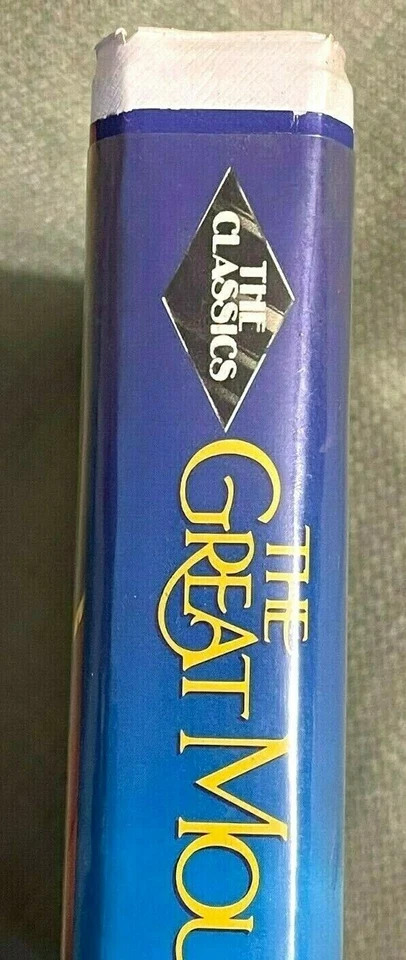 THE
CLASSICS
THE
GREAT MOU